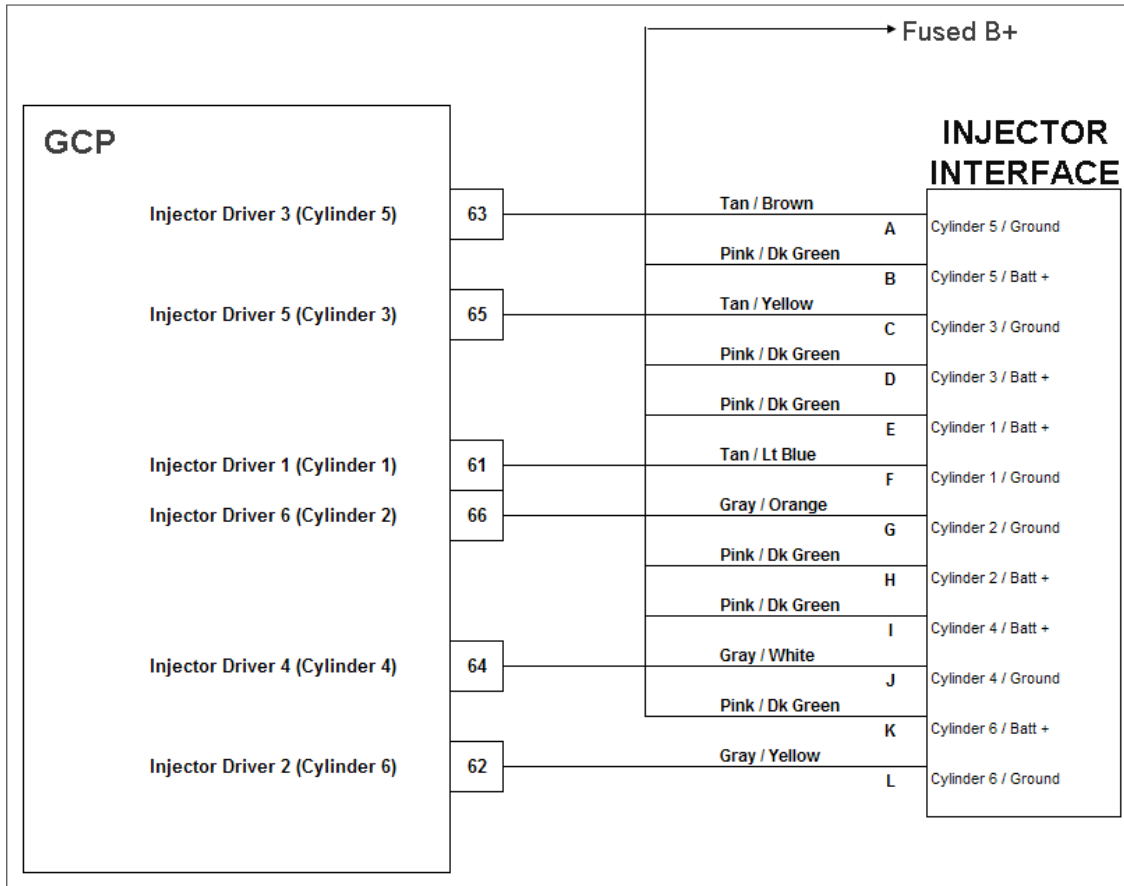 Fused B+
GCP
INJECTOR
INTERFACE
Injector Driver 3 (Cylinder 5)
63
Tan / Brown
A
Cylinder 5 / Ground
Pink / Dk Green
B
Cylinder 5 / Batt +
Injector Driver 5 (Cylinder 3)
65
Tan / Yellow
C
Cylinder 3 / Ground
Pink / Dk Green
D
Cylinder 3 / Batt +
Pink / Dk Green
E
Cylinder 1 / Batt +
Injector Driver 1 (Cylinder 1)
61
Tan / Lt Blue
F
Cylinder 1 / Ground
Injector Driver 6 (Cylinder 2)
66
Gray / Orange
G
Cylinder 2 / Ground
Pink / Dk Green
H
Cylinder 2 / Batt +
Pink / Dk Green
I
Cylinder 4 / Batt +
Injector Driver 4 (Cylinder 4)
64
Gray / White
J
Cylinder 4 / Ground
Pink / Dk Green
K
Cylinder 6 / Batt +
Injector Driver 2 (Cylinder 6)
62
Gray / Yellow
L
Cylinder 6 / Ground